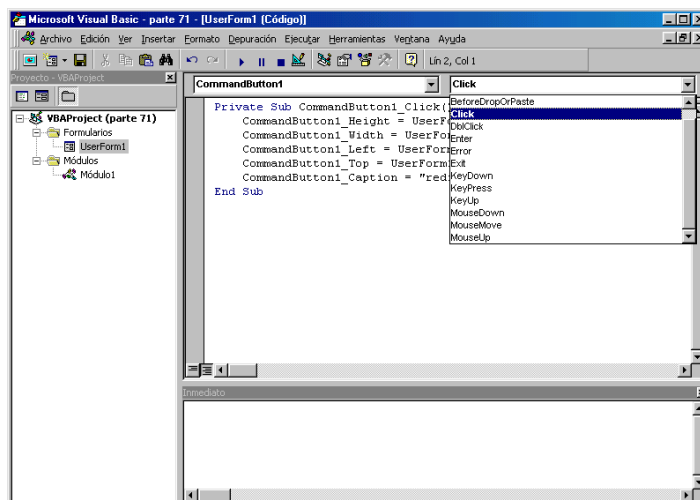 Microsoft Visual Basic - parte 71 - [UserForm1 (Código)]
Archivo Edición Ver Insertar Formato Depuración Ejecutar Herramientas Ventana Ayuda
Lín 2, Col 1
Proyecto - VBAProject
CommandButton1
Click
VBAProject (parte 71)
Formularios
UserForm1
Módulos
Módulo1
Private Sub CommandButton1_Click(
CommandButton1_Height = UserF
CommandButton1_Width = UserFo
CommandButton1_Left = UserFor
CommandButton1_Top = UserForm
CommandButton1_Caption = "red
End Sub
BeforeDropOrPaste
Click
DblClick
Enter
Error
Exit
KeyDown
KeyPress
KeyUp
MouseDown
MouseMove
MouseUp
Inmediato